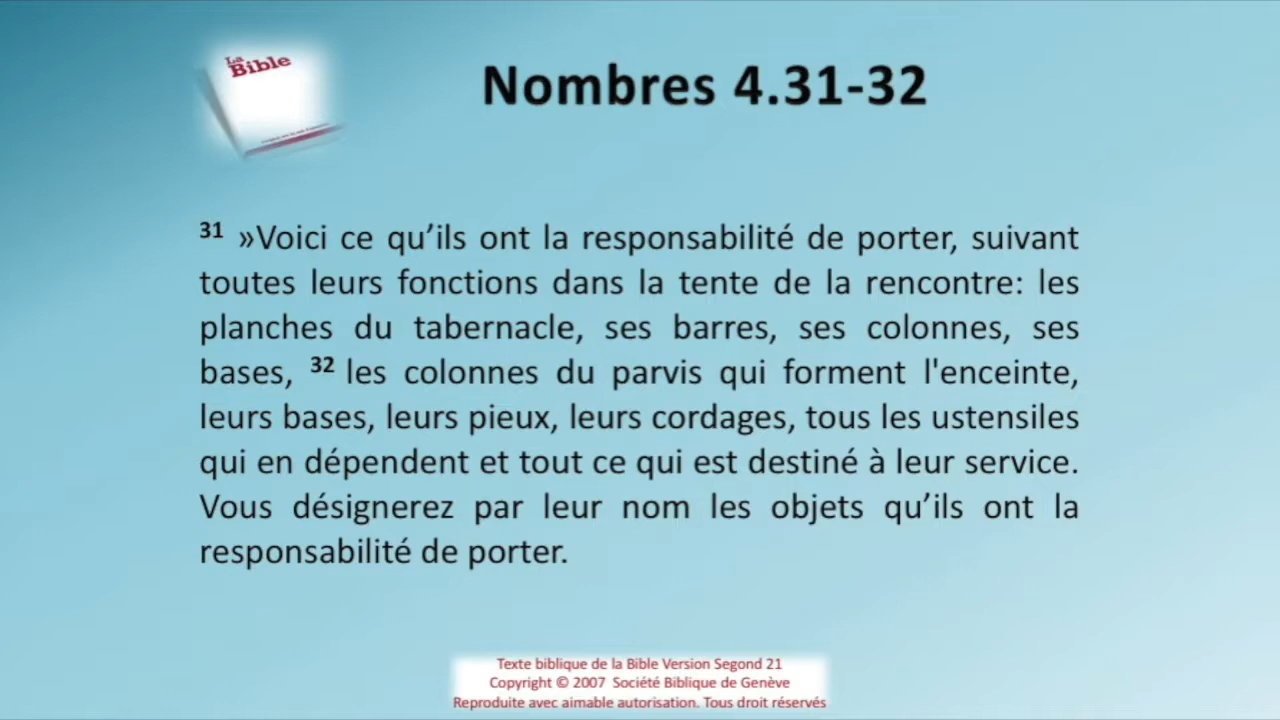 La
Bible
Nombres 4.31-32
31 »Voici ce qu’ils ont la responsabilité de porter, suivant
toutes leurs fonctions dans la tente de la rencontre: les
planches du tabernacle, ses barres, ses colonnes, ses
bases, 32 les colonnes du parvis qui forment l'enceinte,
leurs bases, leurs pieux, leurs cordages, tous les ustensiles
qui en dépendent et tout ce qui est destiné à leur service.
Vous désignerez par leur nom les objets qu’ils ont la
responsabilité de porter.
Texte biblique de la Bible Version Segond 21
Copyright © 2007 Société Biblique de Genève
Reproduite avec aimable autorisation. Tous droit réservés